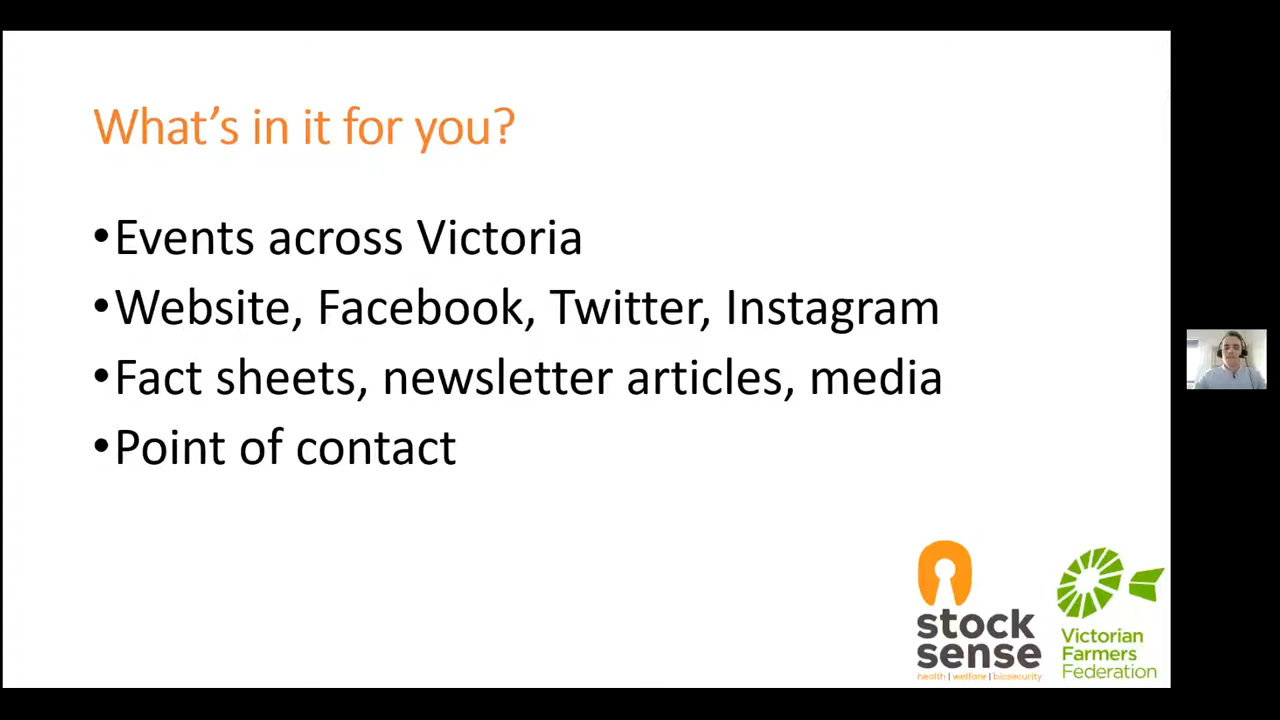 What's in it for you?
•Events across Victoria
•Website, Facebook, Twitter, Instagram
•Fact sheets, newsletter articles, media
•Point of contact
stock
sense
health | welfare | biosecurity
Victorian
Farmers
Federation